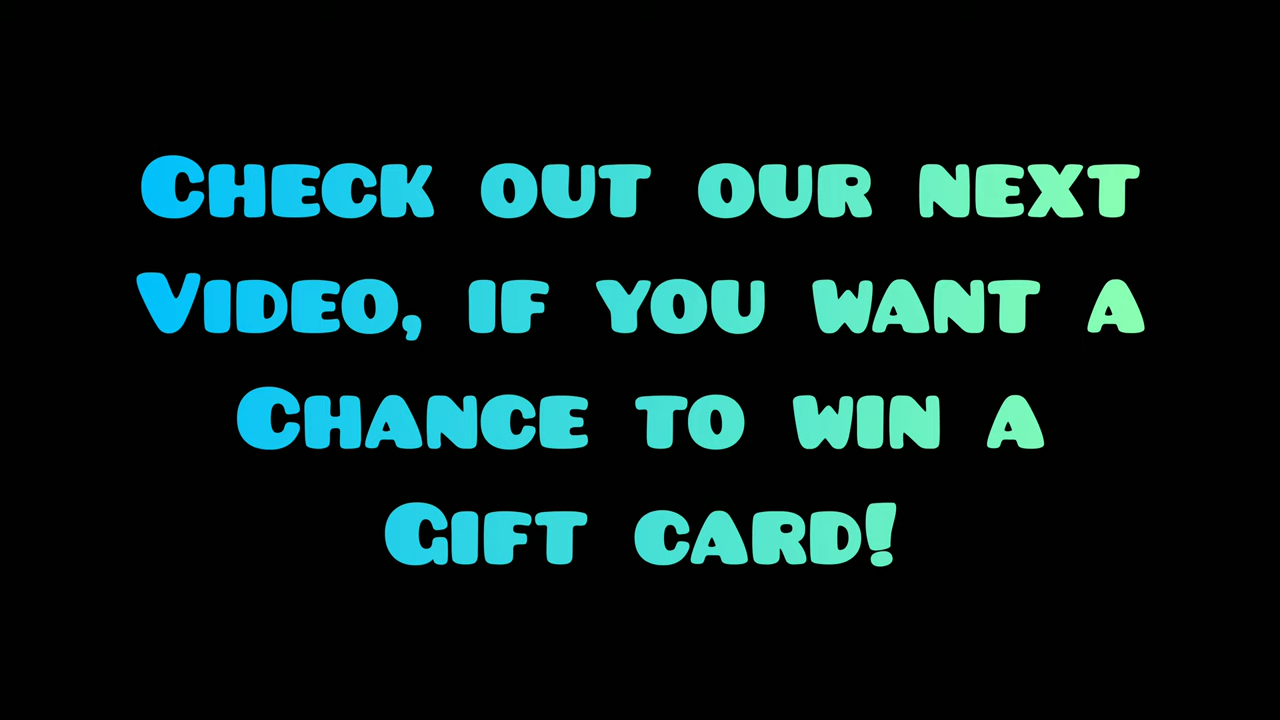 Check out our next
Video, if you want a
Chance to win a
Gift card!